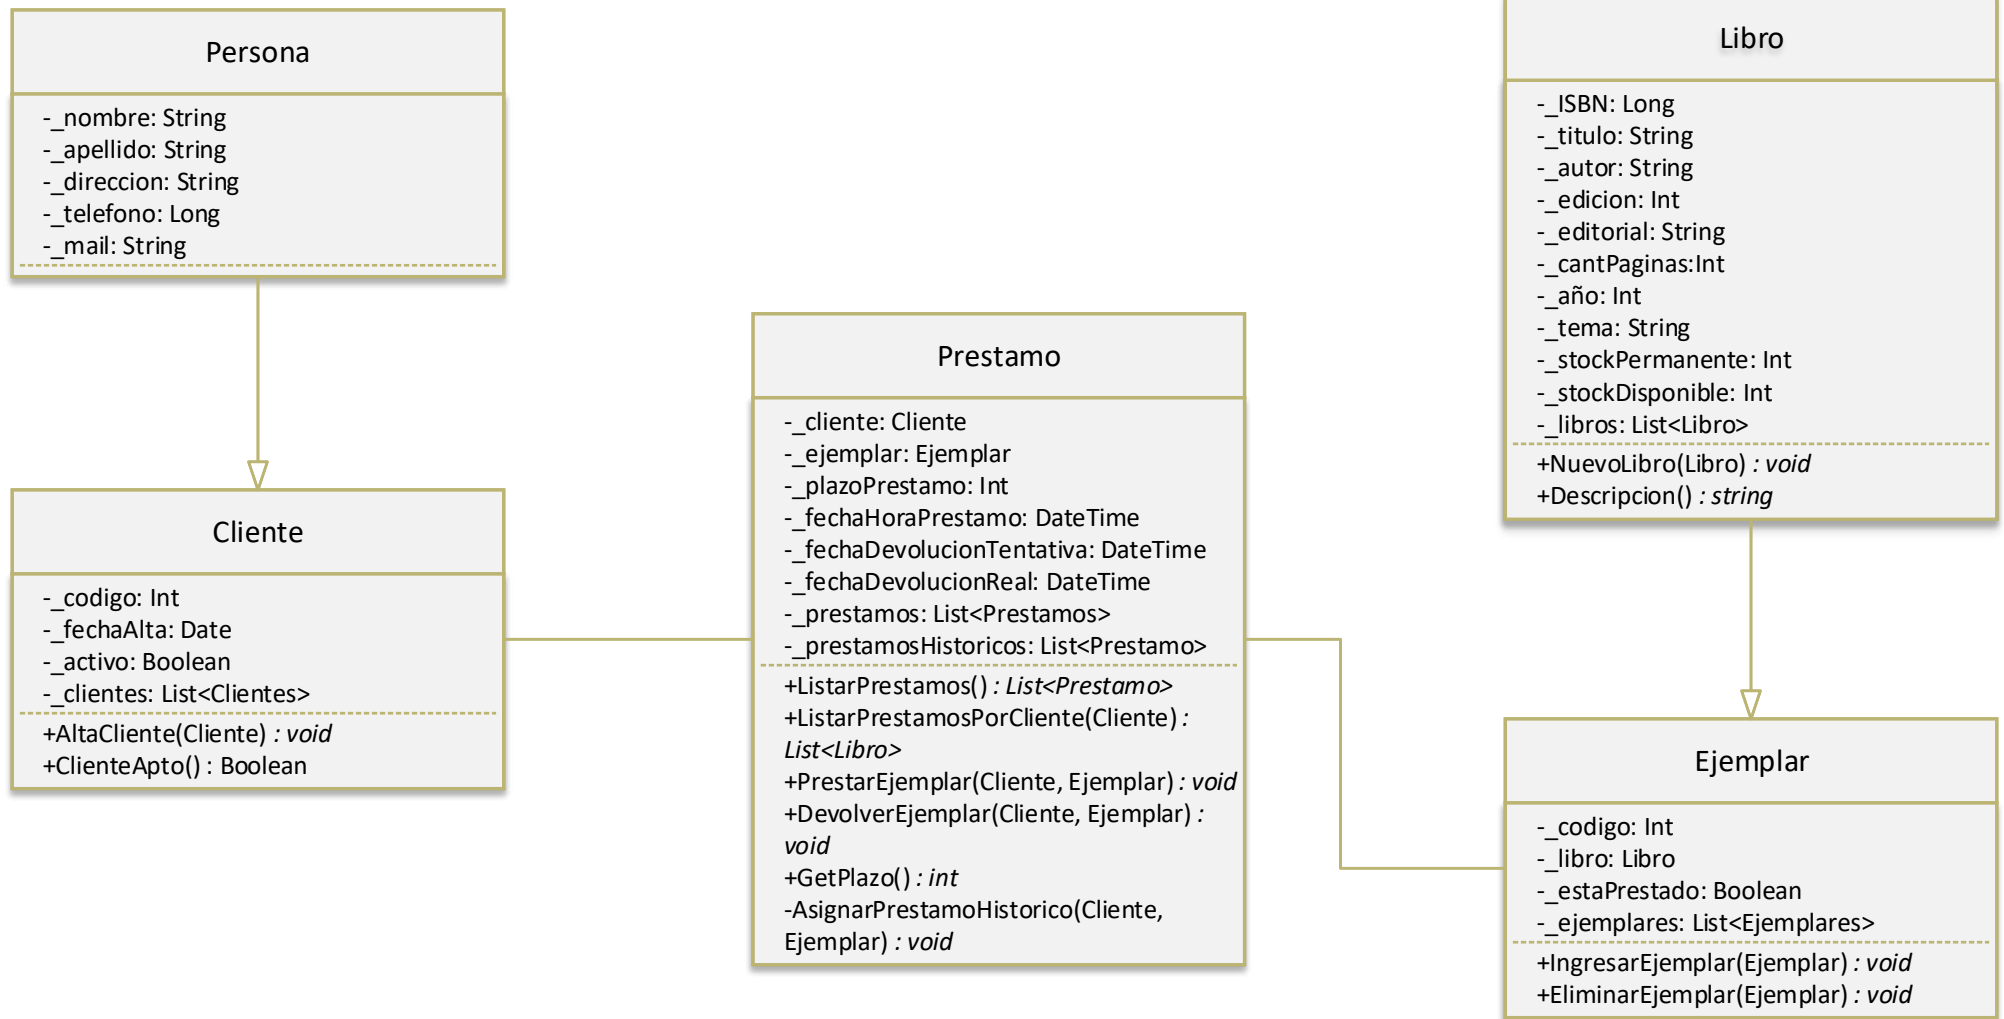 Persona
-_nombre: String
-_apellido: String
-_direccion: String
-_telefono: Long
-_mail: String
Cliente
-_codigo: Int
-_fechaAlta: Date
-_activo: Boolean
-_clientes: List<Clientes>
+AltaCliente(Cliente) : void
+ClienteApto() : Boolean
Prestamo
-_cliente: Cliente
-_ejemplar: Ejemplar
-_plazoPrestamo: Int
-_fechaHoraPrestamo: DateTime
-_fechaDevolucionTentativa: DateTime
-_fechaDevolucionReal: DateTime
-_prestamos: List<Prestamos>
-_prestamosHistoricos: List<Prestamo>
+ListarPrestamos() : List<Prestamo>
+ListarPrestamosPorCliente(Cliente) :
List<Libro>
+PrestarEjemplar(Cliente, Ejemplar) : void
+DevolverEjemplar(Cliente, Ejemplar) :
void
+GetPlazo() : int
-AsignarPrestamoHistorico(Cliente,
Ejemplar) : void
Libro
-_ISBN: Long
-_titulo: String
-_autor: String
-_edicion: Int
-_editorial: String
-_cantPaginas:Int
-_año: Int
-_tema: String
-_stockPermanente: Int
-_stockDisponible: Int
-_libros: List<Libro>
+NuevoLibro(Libro) : void
+Descripcion() : string
Ejemplar
-_codigo: Int
-_libro: Libro
-_estaPrestado: Boolean
-_ejemplares: List<Ejemplares>
+IngresarEjemplar(Ejemplar) : void
+EliminarEjemplar(Ejemplar) : void